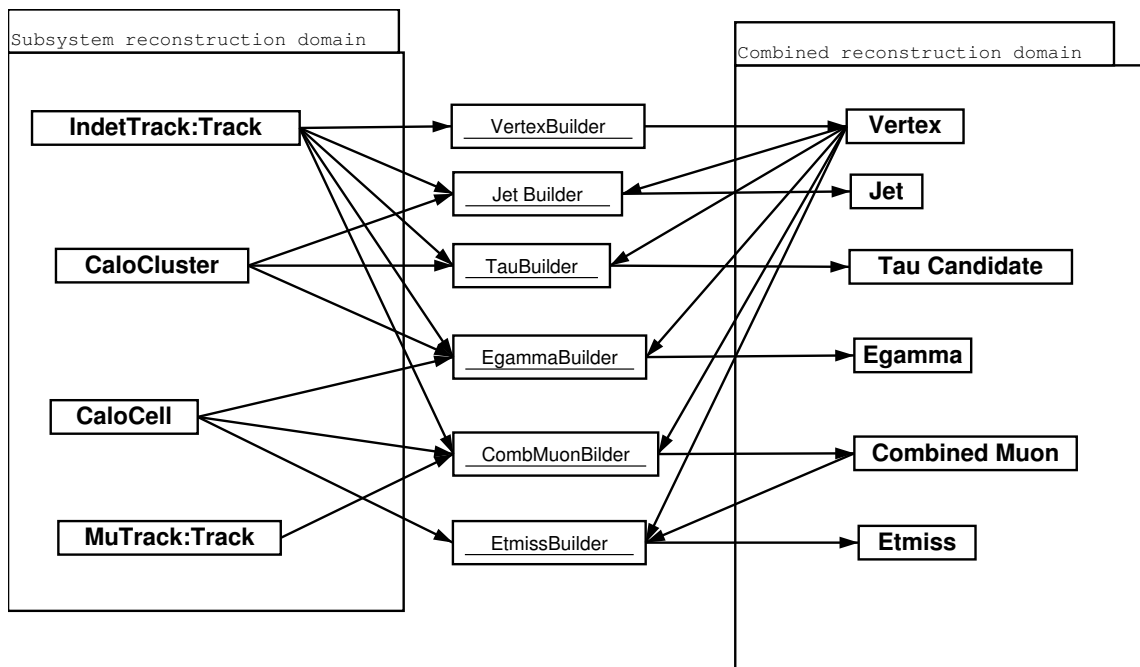 Subsystem reconstruction domain
Combined reconstruction domain
IndetTrack:Track
VertexBuilder
Vertex
Jet Builder
Jet
CaloCluster
TauBuilder
Tau Candidate
EgammaBuilder
Egamma
CaloCell
CombMuonBilder
Combined Muon
MuTrack:Track
EtmissBuilder
Etmiss